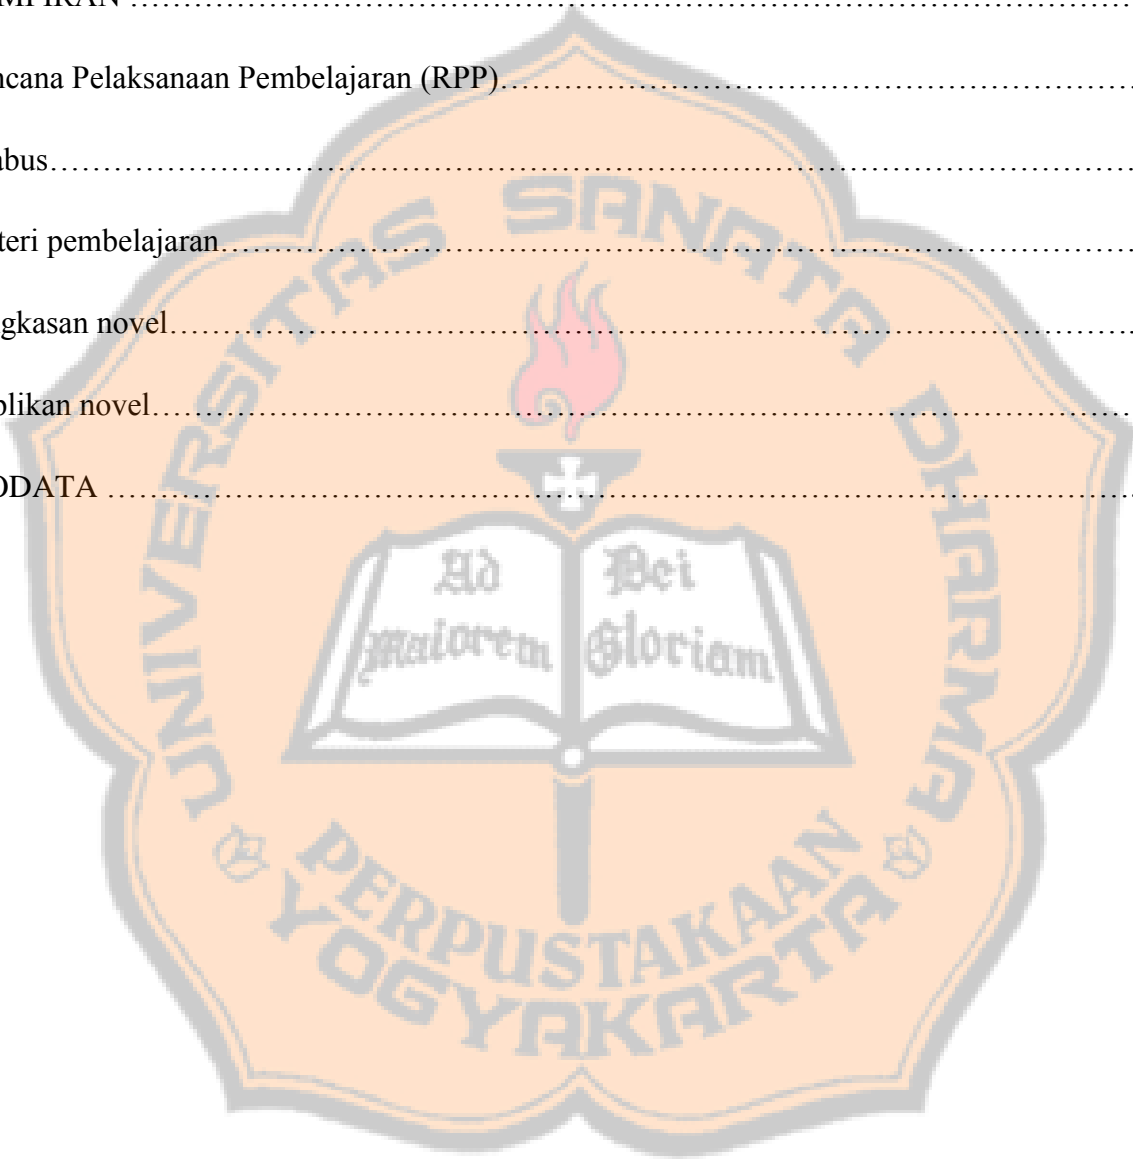 MPIRAN ……………………………………………………………………
ncana Pelaksanaan Pembelajaran (RPP)……………………………………………
abus……………………………………………………………………………
teri pembelajaran……………………………………………………………………
gkasan novel…………………………………………………………………………
plikan novel…………………………………………………………………………
ODATA ……………………………………………………………………………
UNIVERSITAS SANATA DHARMA
Ad Dei
Maiorem Gloriam
PERPUSTAKAAN
YOGYAKARTA